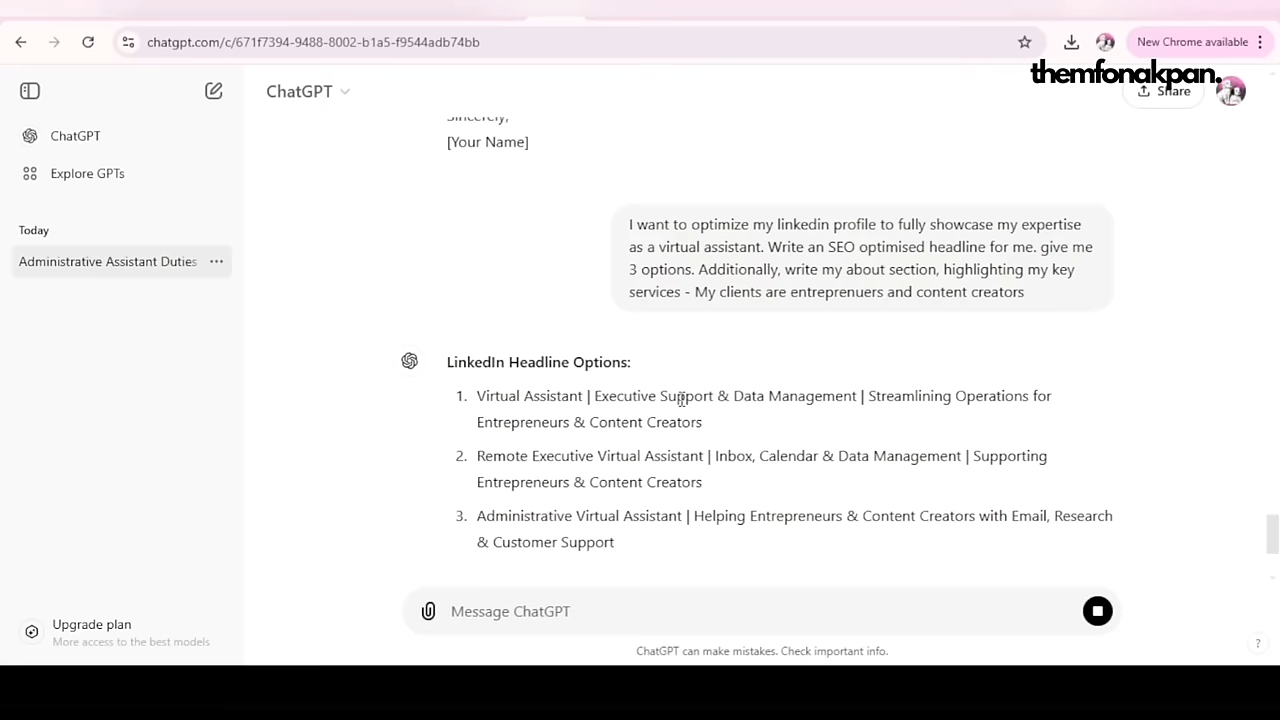 chatgpt.com/c/671f7394-9488-8002-b1a5-f9544adb74bb
New Chrome available
themfonakpan.
ChatGPT
Share
ChatGPT
Explore GPTs
Today
Administrative Assistant Duties
Sincerely,
[Your Name]
I want to optimize my linkedin profile to fully showcase my expertise
as a virtual assistant. Write an SEO optimised headline for me. give me
3 options. Additionally, write my about section, highlighting my key
services - My clients are entreprenuers and content creators
LinkedIn Headline Options:
1. Virtual Assistant | Executive Support & Data Management | Streamlining Operations for
Entrepreneurs & Content Creators
2. Remote Executive Virtual Assistant | Inbox, Calendar & Data Management | Supporting
Entrepreneurs & Content Creators
3. Administrative Virtual Assistant | Helping Entrepreneurs & Content Creators with Email, Research
& Customer Support
Message ChatGPT
Upgrade plan
More access to the best models
ChatGPT can make mistakes. Check important info.
?